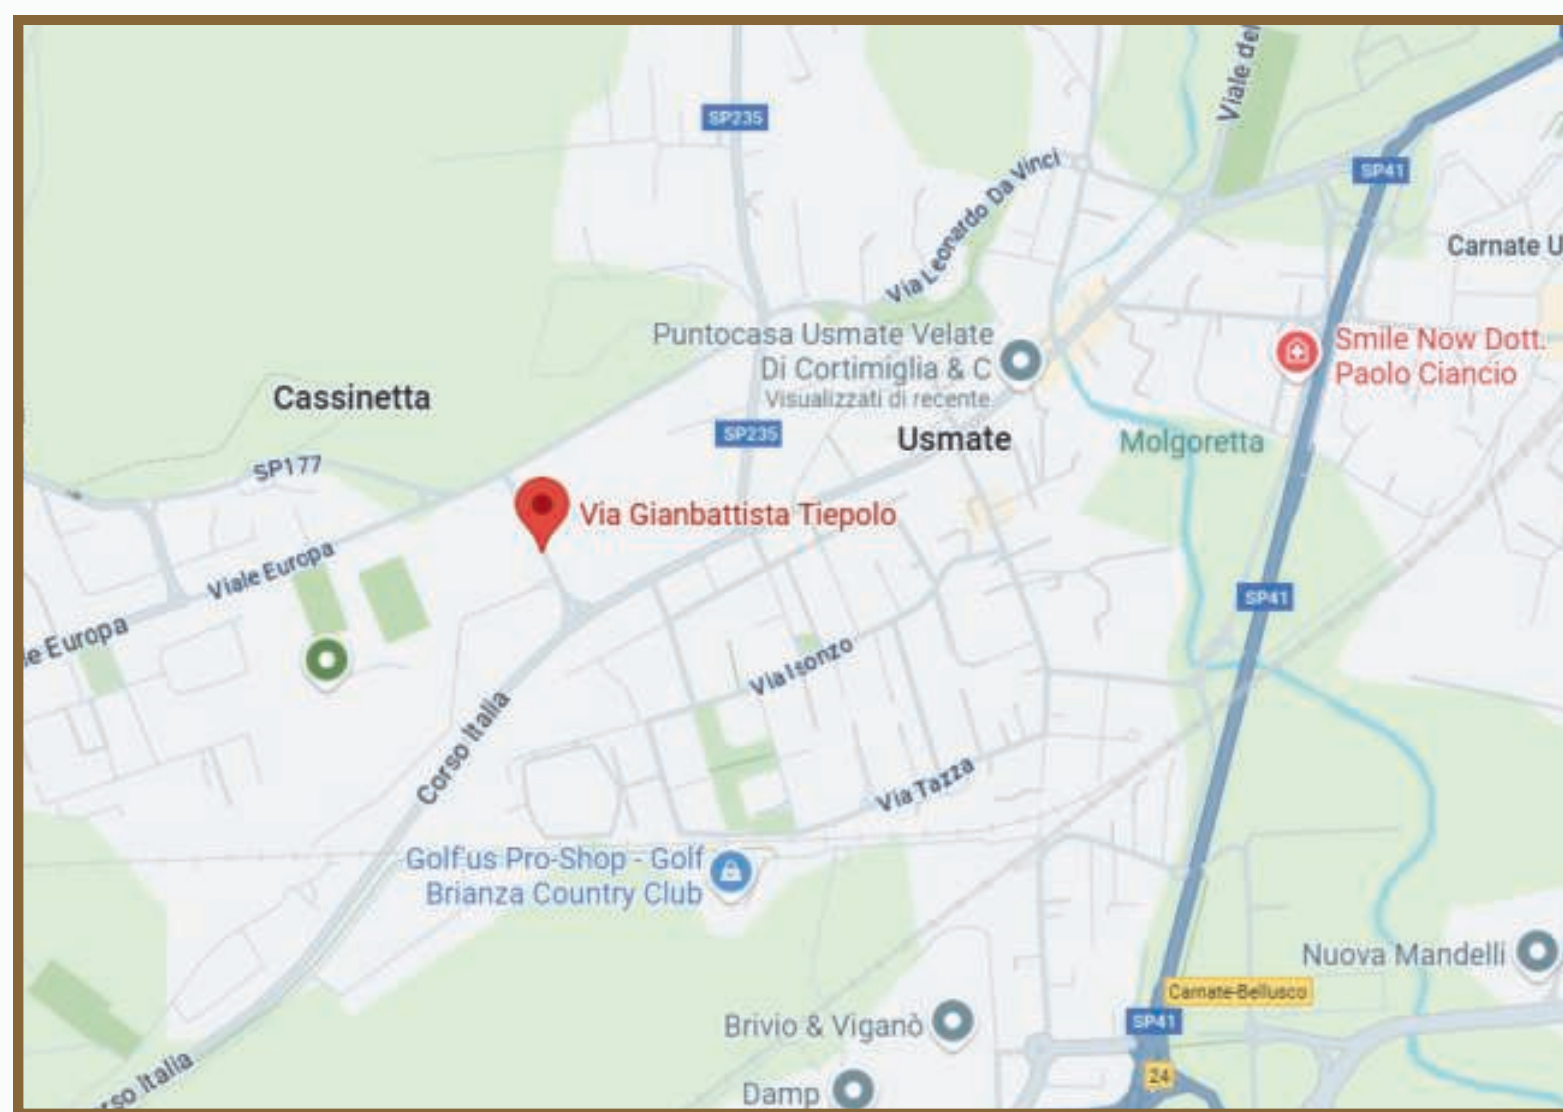 Viale de
SP235
SP41
Via Leonardo Da Vinci
Carnate U
Puntocasa Usmate Velate
Di Cortimiglia & C
Visualizzati di recente
Smile Now Dott.
Paolo Ciancio
Cassinetta
SP235
Usmate
Molgoretta
SP177
Via Gianbattista Tiepolo
Viale Europa
SP41
le Europa
Via Isonzo
Corso Italia
Via Tazza
Golf'us Pro-Shop - Golf
Brianza Country Club
Nuova Mandelli
Carnate-Bellusco
Brivio & Viganò
SP41
24
rso Italia
Damp